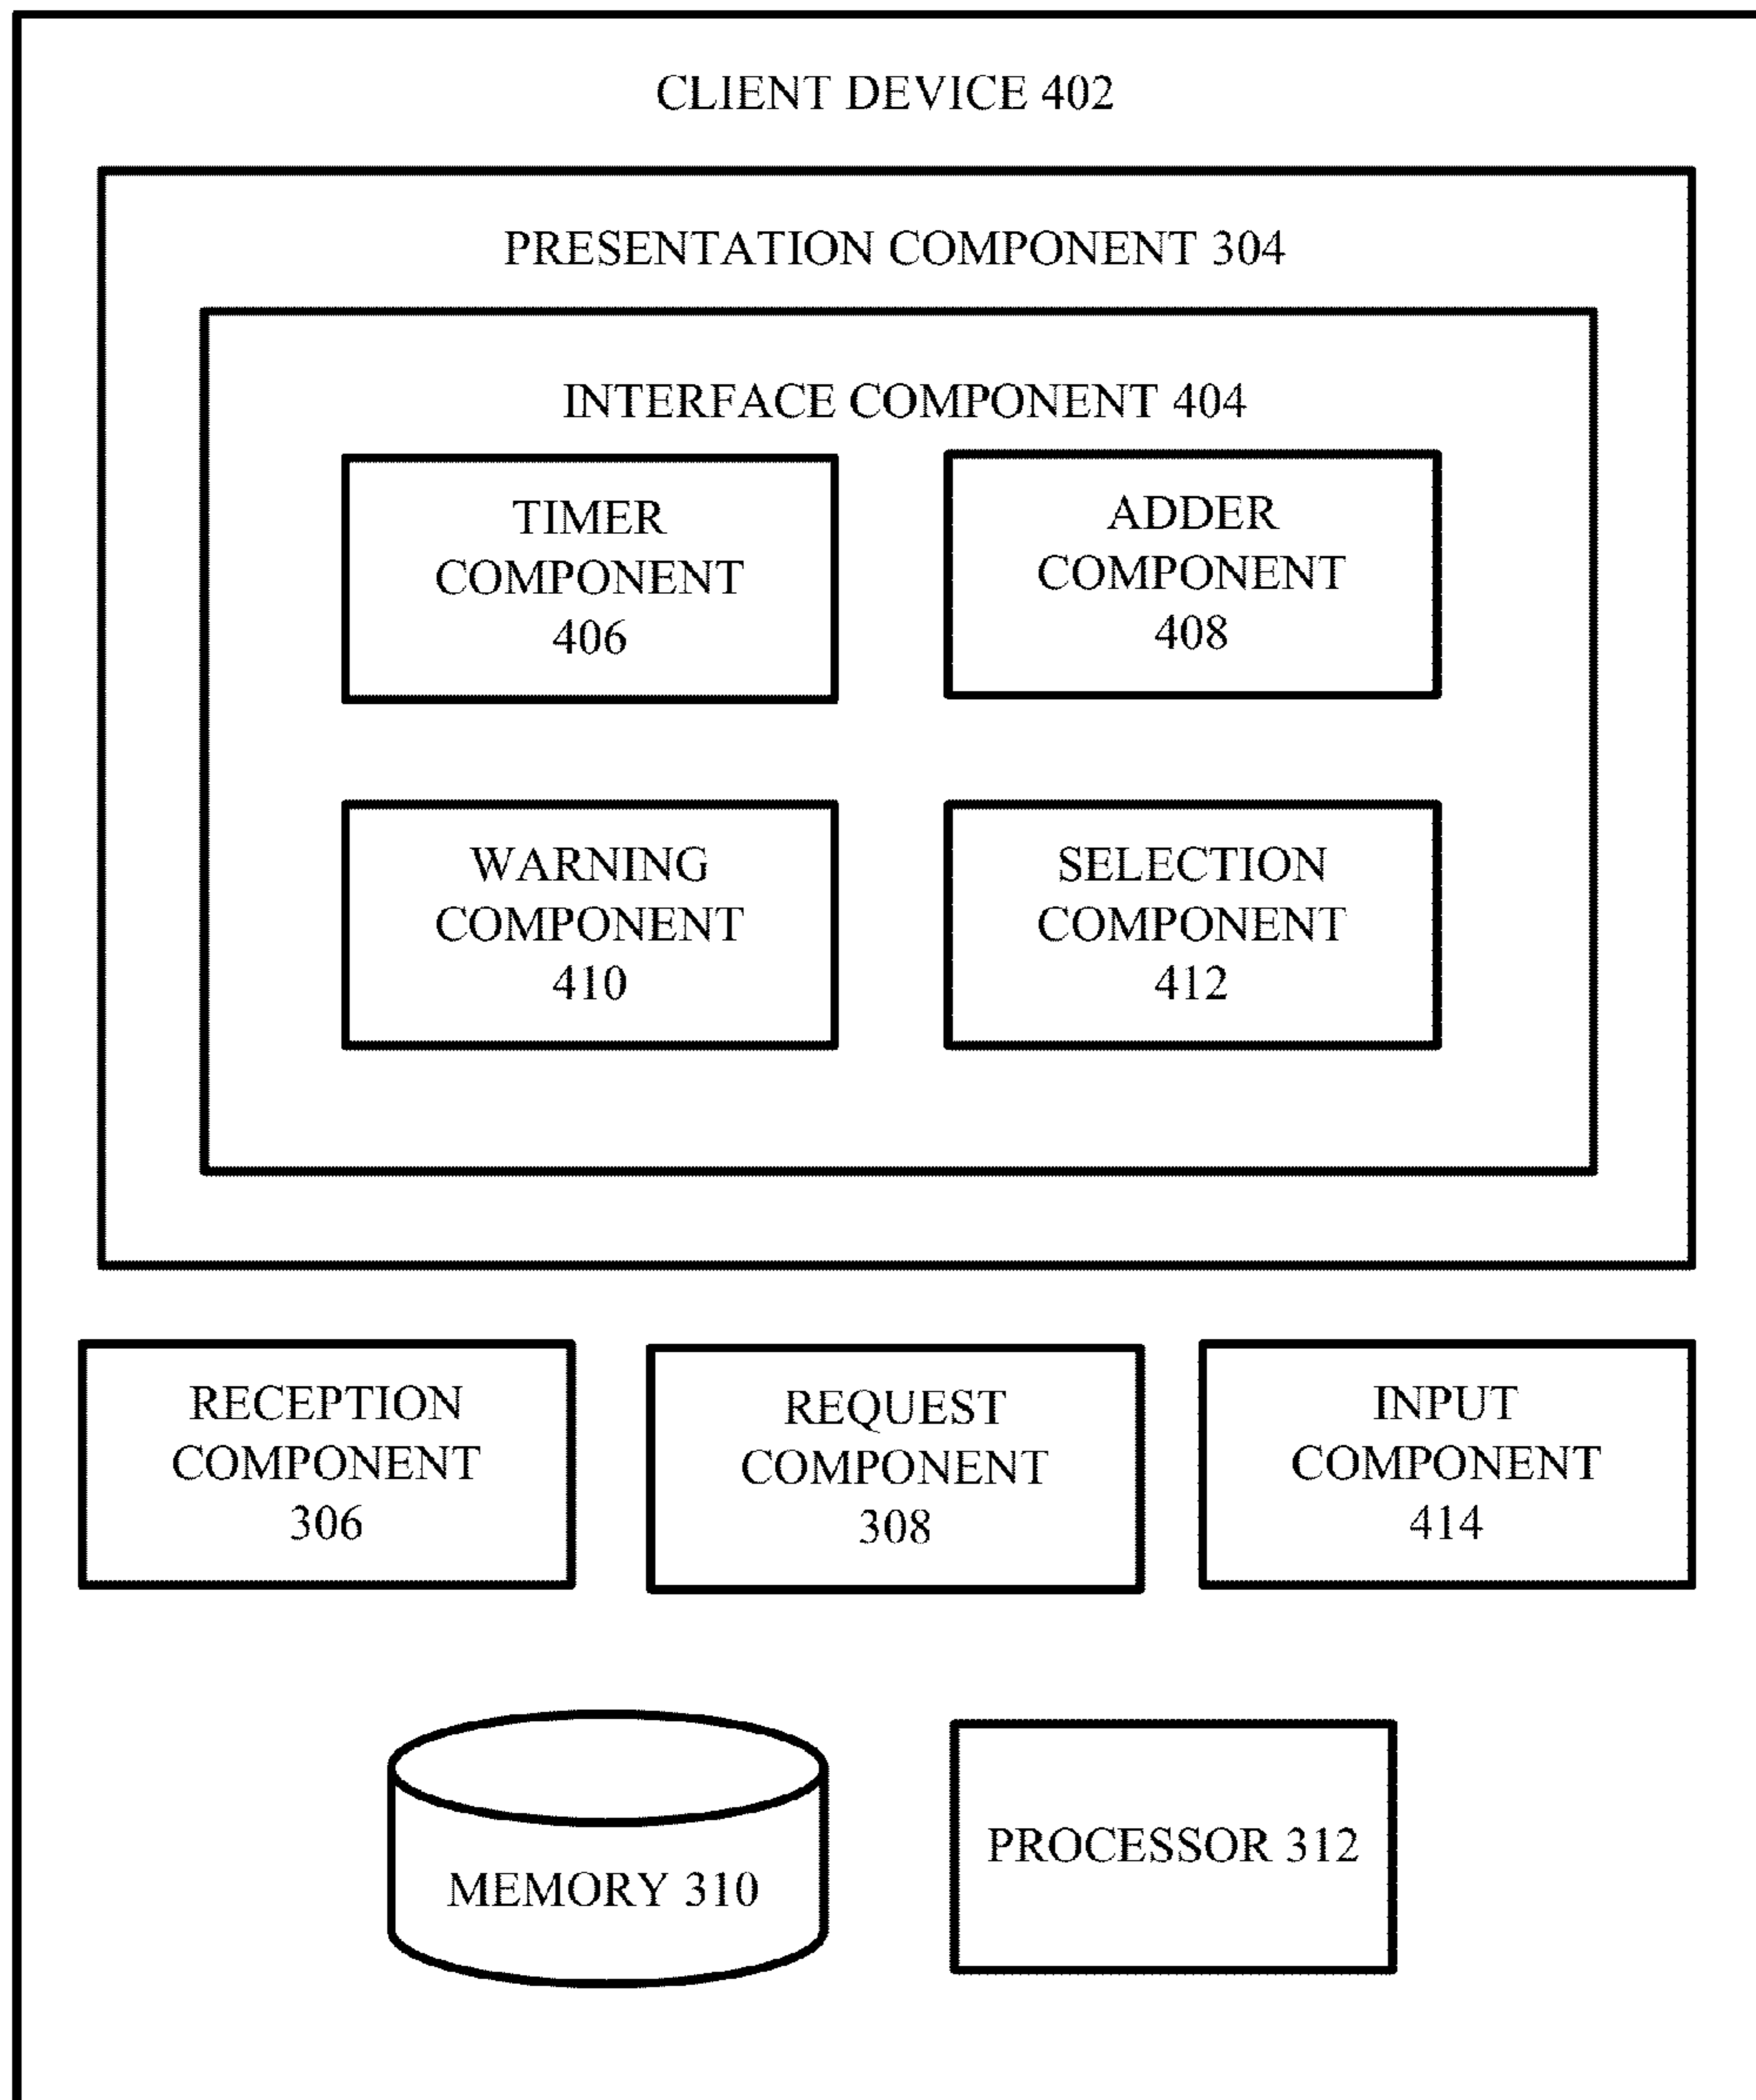 CLIENT DEVICE 402
PRESENTATION COMPONENT 304
INTERFACE COMPONENT 404
TIMER
COMPONENT
406
ADDER
COMPONENT
408
WARNING
COMPONENT
410
SELECTION
COMPONENT
412
RECEPTION
COMPONENT
306
REQUEST
COMPONENT
308
INPUT
COMPONENT
414
MEMORY 310
PROCESSOR 312